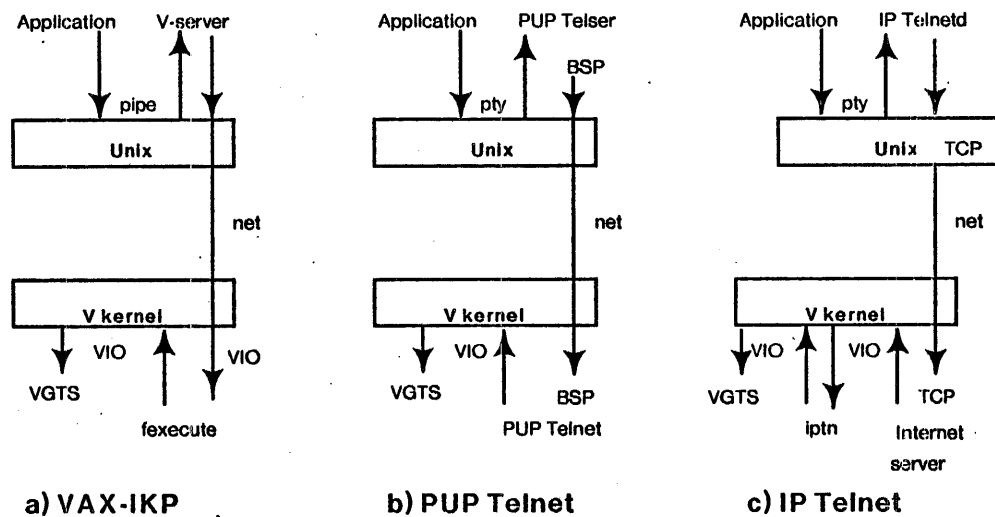 Application V-server
pipe
Unix
net
V kernel
VIO VIO
VGTS
fexecute
a) VAX-IKP
Application PUP Telser
BSP
pty
Unix
net
V kernel
VIO
VGTS BSP
PUP Telnet
b) PUP Telnet
Application IP Telnetd
pty
Unix TCP
net
V kernel
VIO VIO
VGTS TCP
iptn Internet
server
c) IP Telnet